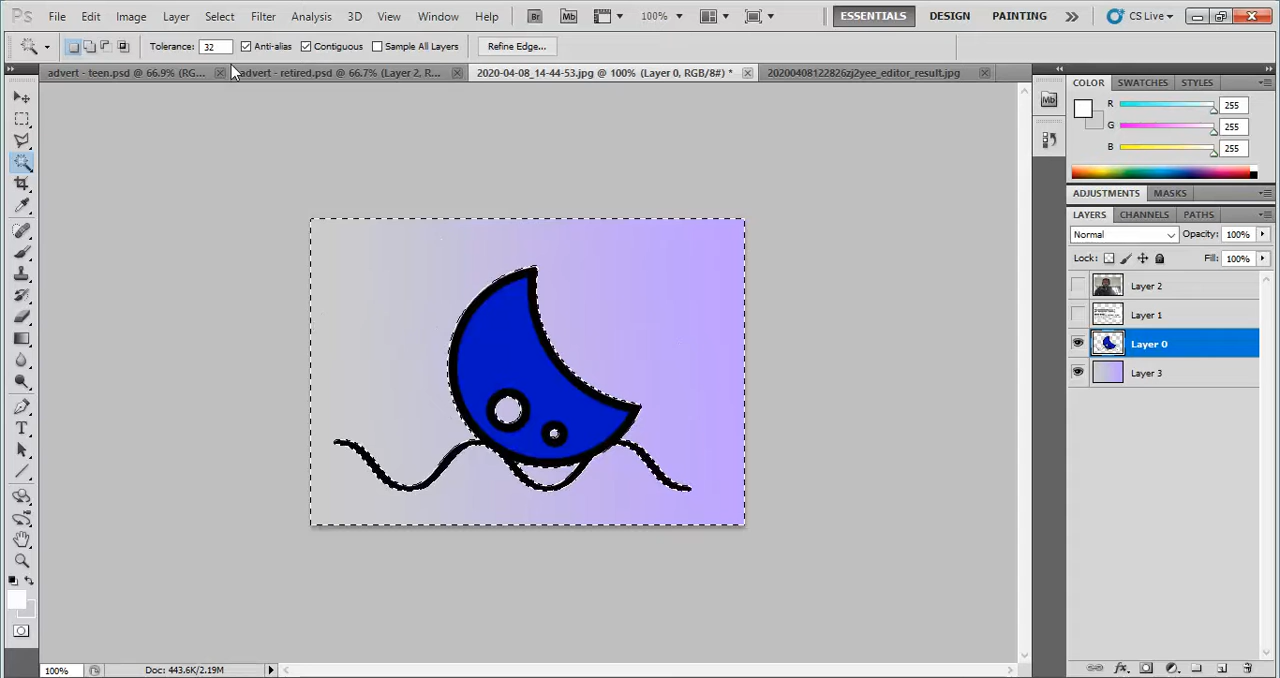 Ps File Edit Image Layer Select Filter Analysis 3D View Window Help Br Mb 100% ESSENTIALS DESIGN PAINTING CS Live
Tolerance: 32 Anti-alias Contiguous Sample All Layers Refine Edge...
advert - teen.psd @ 66.9% (RG... advert - retired.psd @ 66.7% (Layer 2, R... 2020-04-08_14-44-53.jpg @ 100% (Layer 0, RGB/8#) * 20200408122826zj2yee_editor_result.jpg
COLOR SWATCHES STYLES
Mb
R 255
G 255
B 255
ADJUSTMENTS MASKS
LAYERS CHANNELS PATHS
Normal Opacity: 100%
Lock: Fill: 100%
Layer 2
Layer 1
Layer 0
Layer 3
T
100% Doc: 443.6K/2.19M
fx